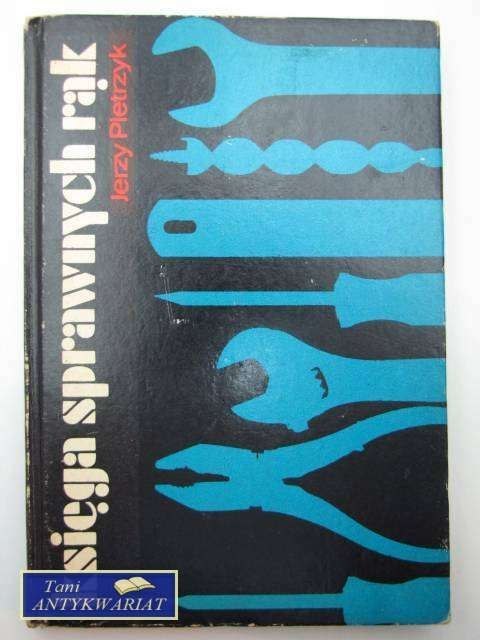 sięga sprawnych rąk
Jerzy Pietrzyk
Tani
ANTYKWARIAT